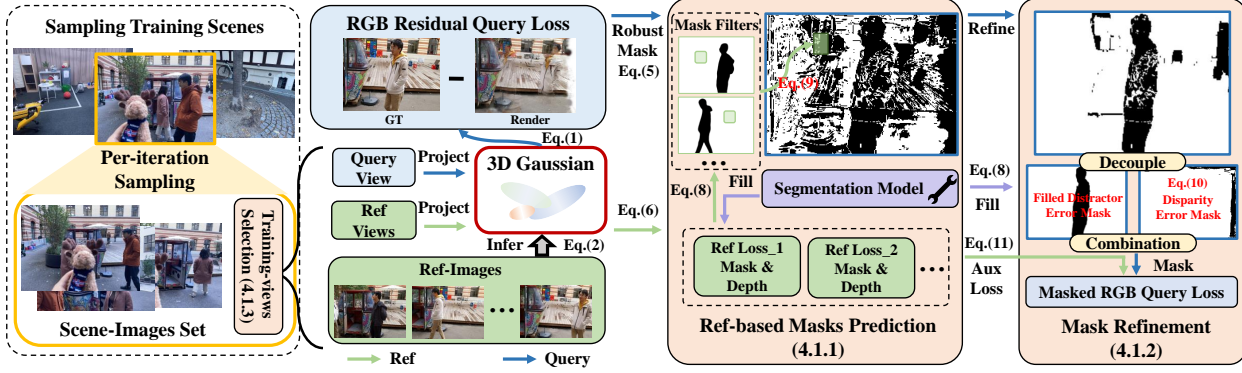 Sampling Training Scenes
Per-iteration
Sampling
Scene-Images Set
Training-views
Selection (4.1.3)
RGB Residual Query Loss
GT
Render
Eq.(1)
Query
View
Project
3D Gaussian
Ref
Views
Project
Infer
Eq.(2)
Ref-Images
Ref
Query
Robust
Mask
Eq.(5)
Eq.(6)
Mask Filters
Eq.(9)
Eq.(8)
Fill
Segmentation Model
Ref Loss_1
Mask &
Depth
Ref Loss_2
Mask &
Depth
Ref-based Masks Prediction
(4.1.1)
Refine
Eq.(8)
Fill
Eq.(11)
Aux
Loss
Decouple
Filled Distractor
Error Mask
Eq.(10)
Disparity
Error Mask
Combination
Mask
Masked RGB Query Loss
Mask Refinement
(4.1.2)